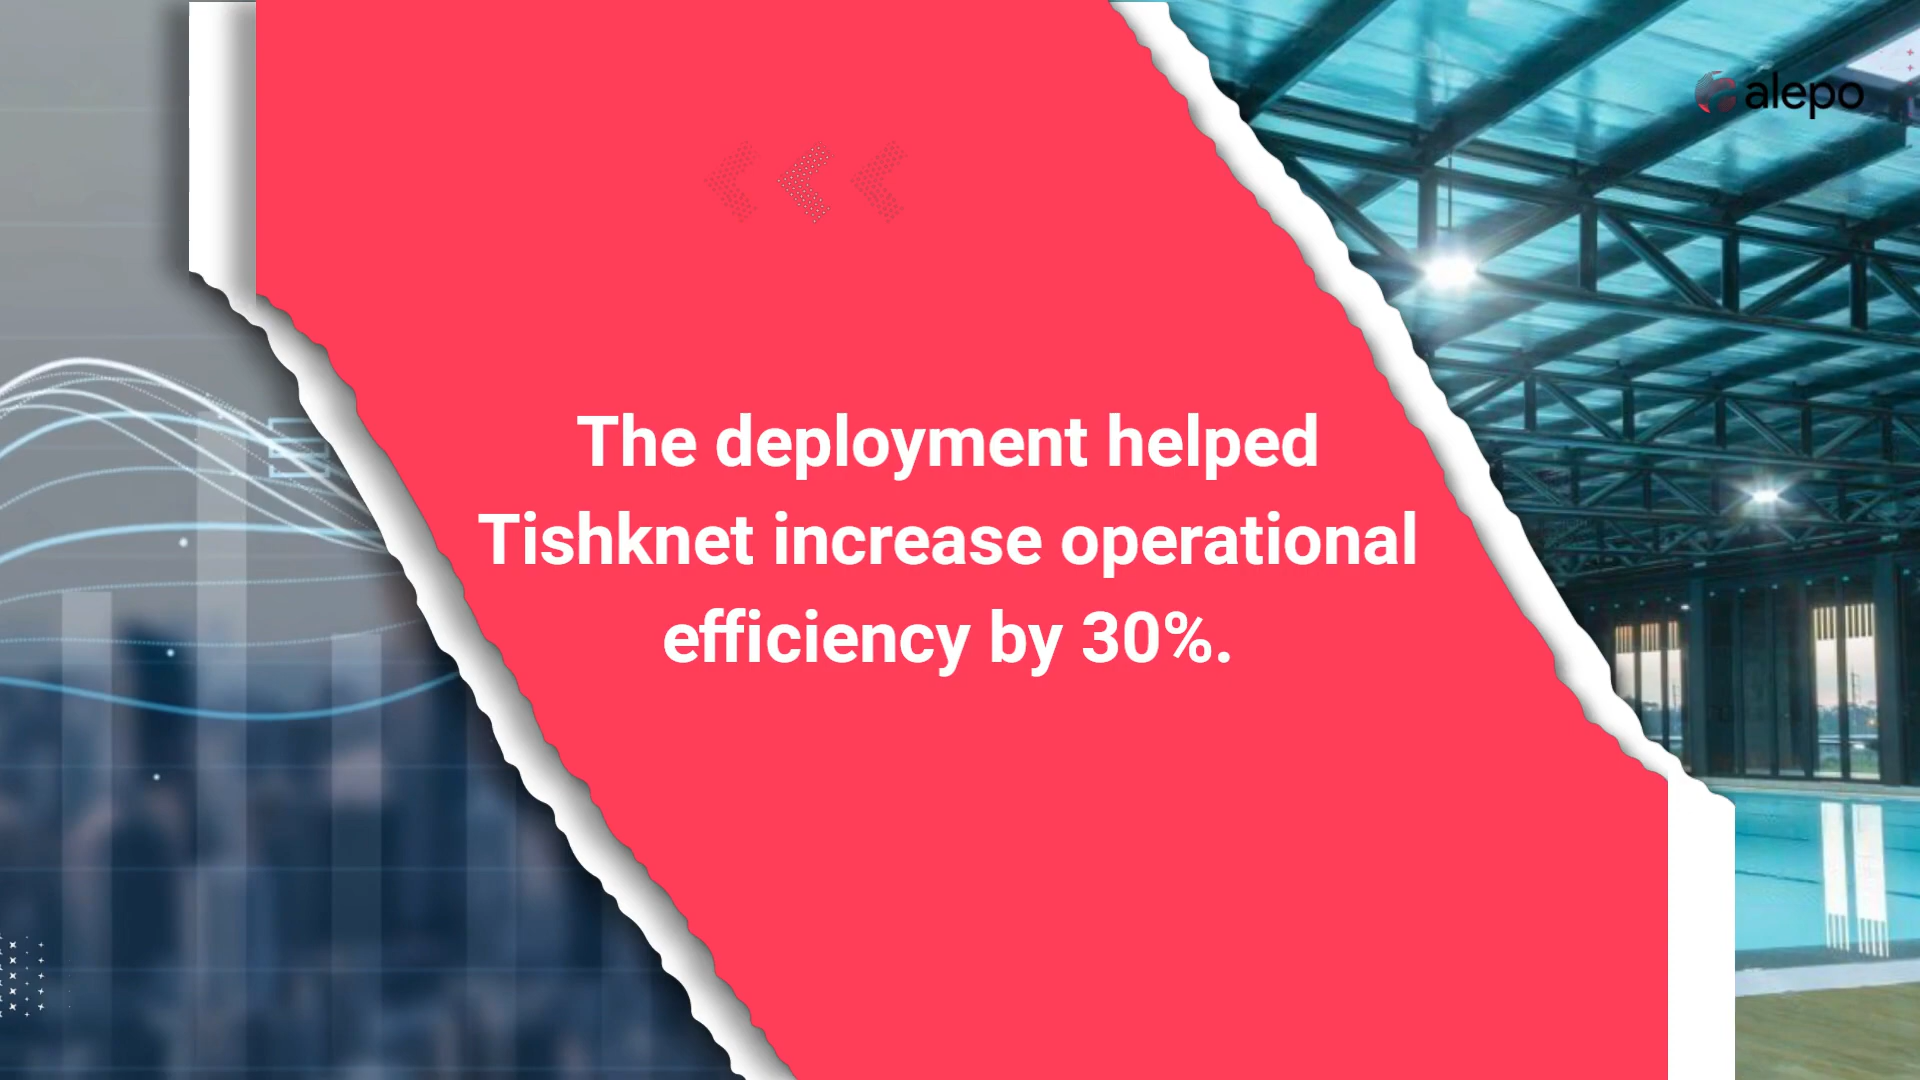 alepo
The deployment helped
Tishknet increase operational
efficiency by 30%.